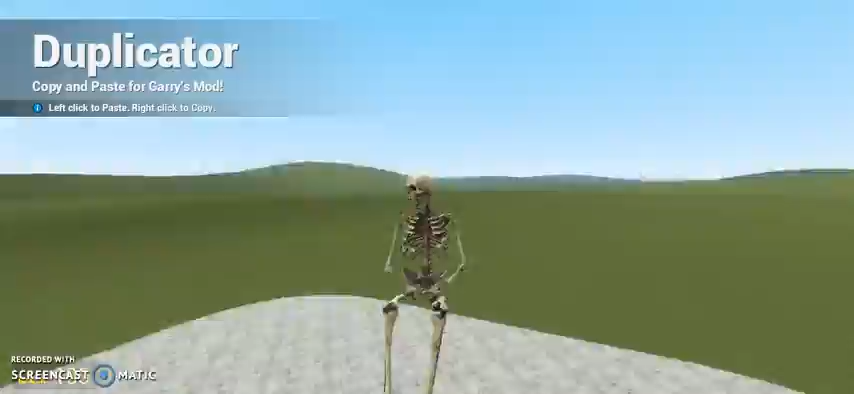 Duplicator
Copy and Paste for Garry's Mod!
Left click to Paste. Right click to Copy.
RECORDED WITH
SCREENCAST MATIC